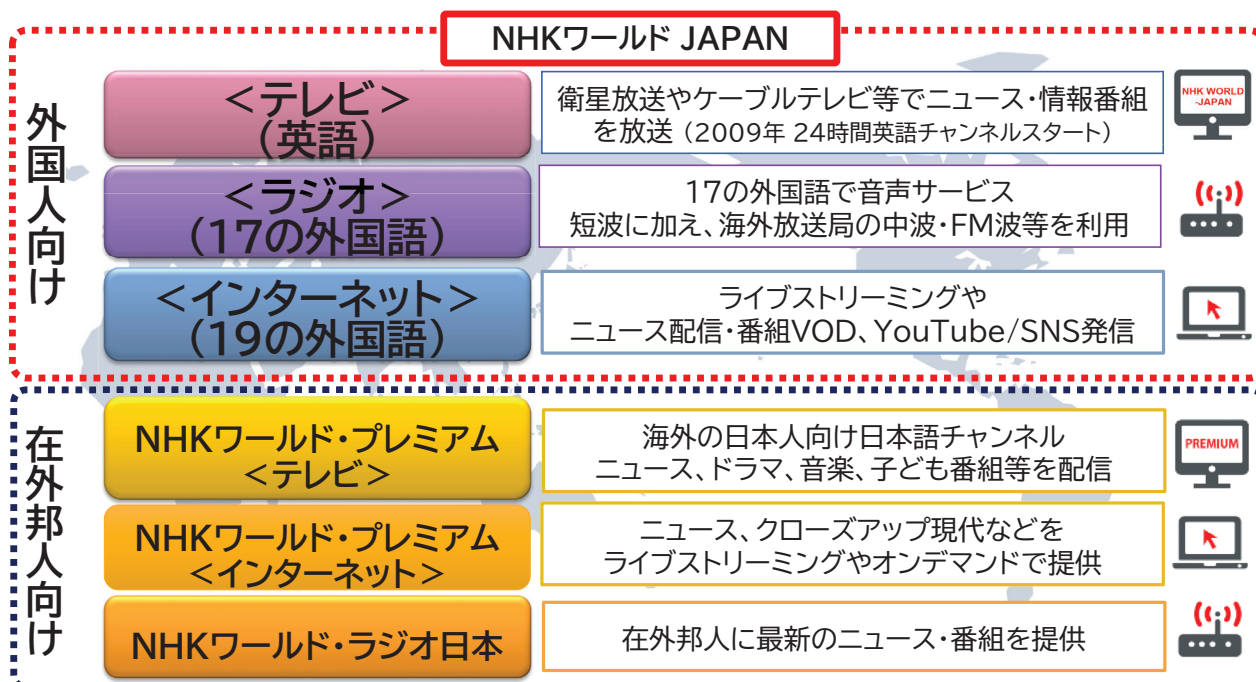 NHKワールド JAPAN
外国人向け
＜テレビ＞
（英語）
衛星放送やケーブルテレビ等でニュース・情報番組
を放送（2009年 24時間英語チャンネルスタート）
NHK WORLD
-JAPAN
＜ラジオ＞
（17の外国語）
17の外国語で音声サービス
短波に加え、海外放送局の中波・FM波等を利用
＜インターネット＞
（19の外国語）
ライブストリーミングや
ニュース配信・番組VOD、YouTube/SNS発信
在外邦人向け
NHKワールド・プレミアム
＜テレビ＞
海外の日本人向け日本語チャンネル
ニュース、ドラマ、音楽、子ども番組等を配信
PREMIUM
NHKワールド・プレミアム
＜インターネット＞
ニュース、クローズアップ現代などを
ライブストリーミングやオンデマンドで提供
NHKワールド・ラジオ日本
在外邦人に最新のニュース・番組を提供